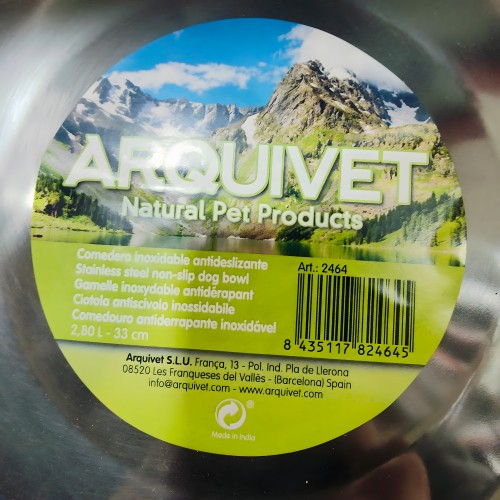 ARQUIVET
Natural Pet Products
Comedero inoxidable antideslizante
Stainless steel non-slip dog bowl
Gamelle inoxydable antidérapant
Ciotola antiscivolo inossidabile
Comedouro antiderrapante inoxidável
2,80 L - 33 cm
Art.: 2464
8 435117 824645
Arquivet S.L.U. França, 13 - Pol. Ind. Pla de Llerona
08520 Les Franqueses del Vallès - (Barcelona) Spain
info@arquivet.com - www.arquivet.com
Made in India